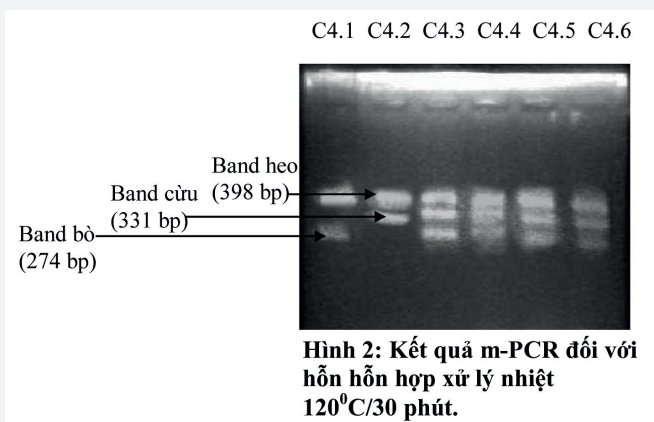 C4.1 C4.2 C4.3 C4.4 C4.5 C4.6
Band heo
(398 bp)
Band cừu
(331 bp)
Band bò
(274 bp)
Hình 2: Kết quả m-PCR đối với
hỗn hỗn hợp xử lý nhiệt
120⁰C/30 phút.